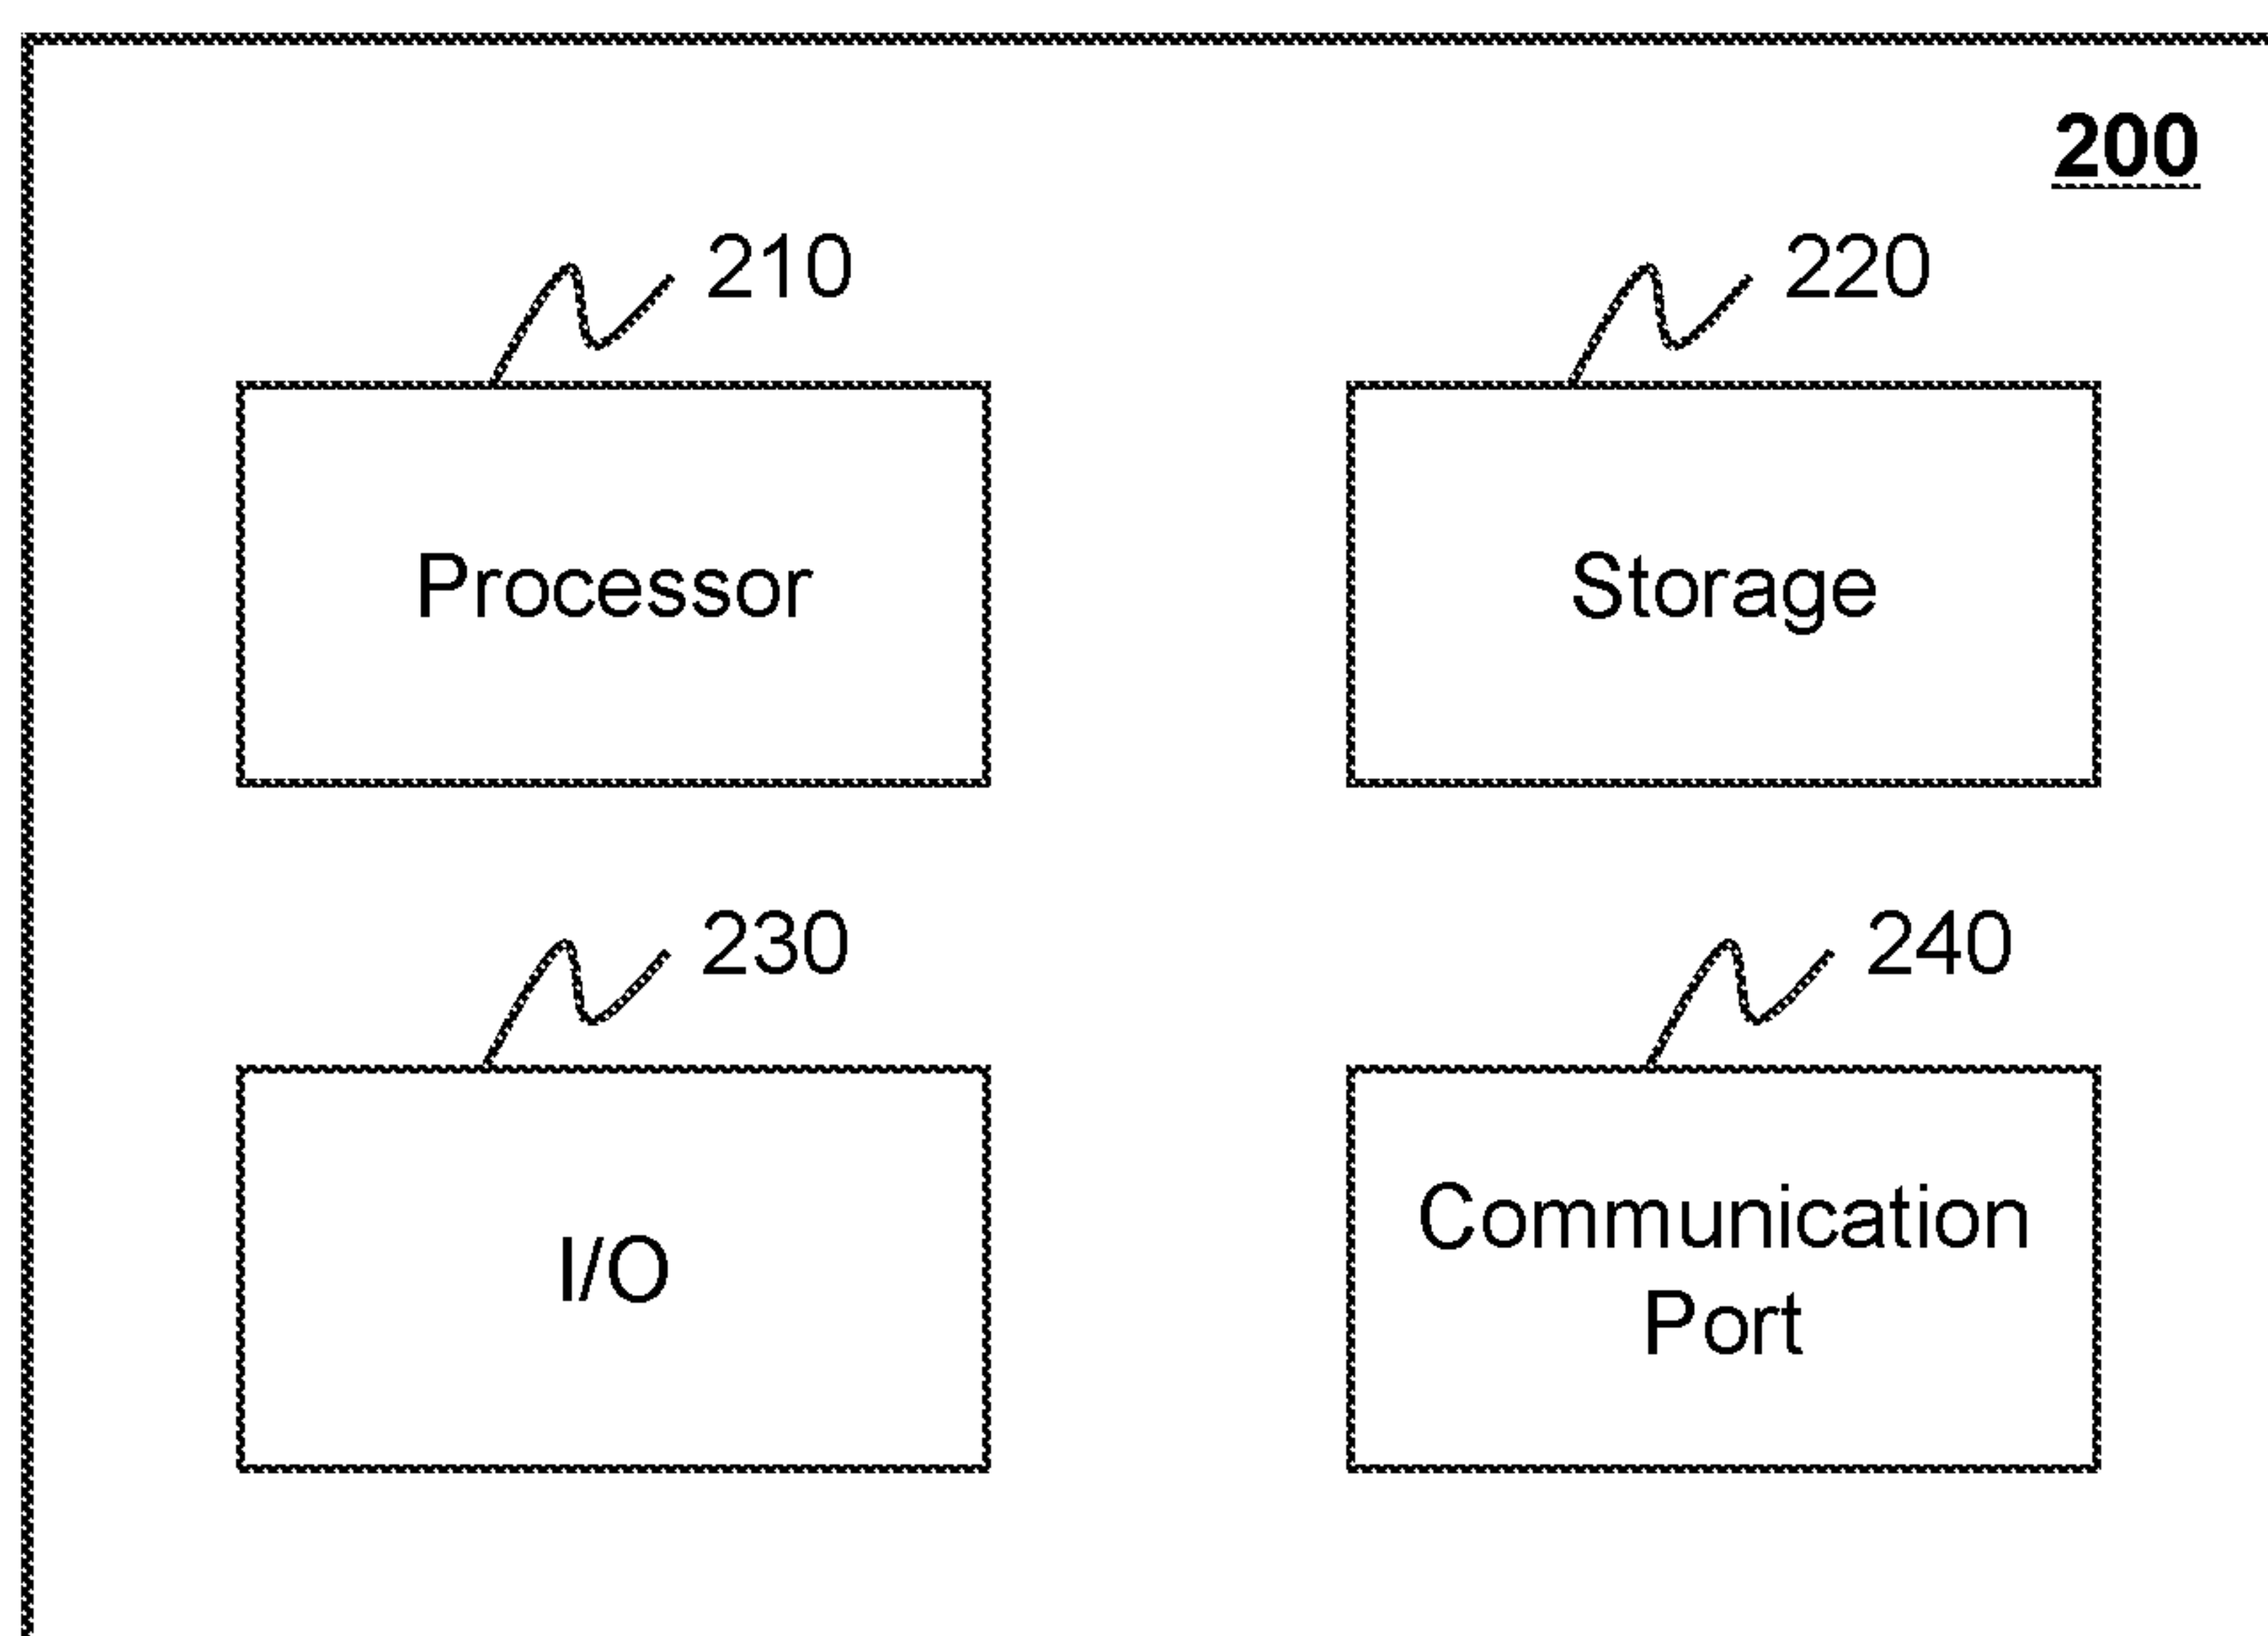 200
210
220
Processor
Storage
230
240
I/O
Communication
Port